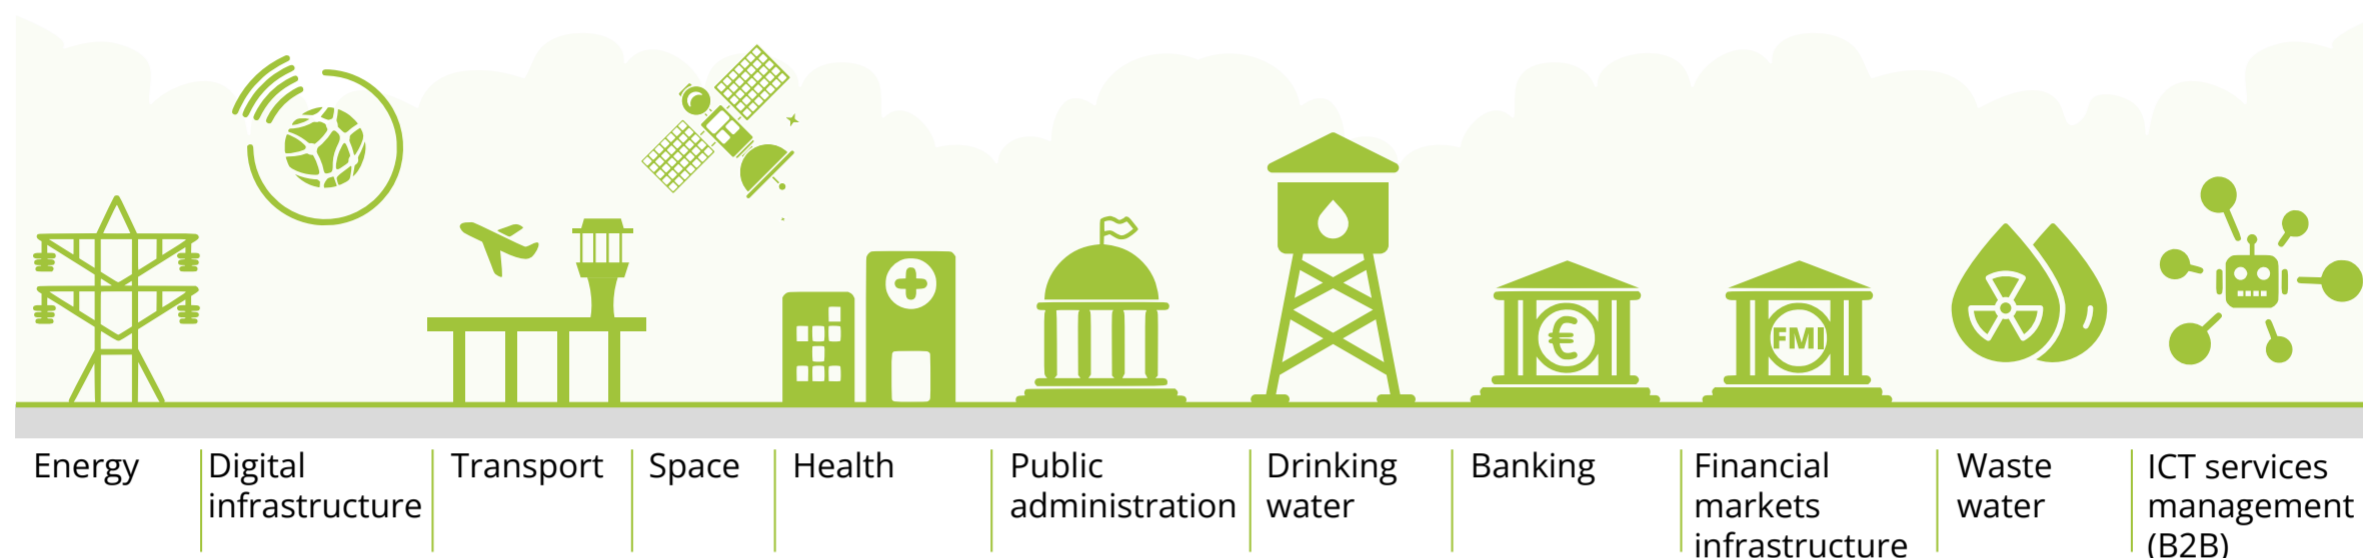 €
FMI
Energy
Digital
infrastructure
Transport
Space
Health
Public
administration
Drinking
water
Banking
Financial
markets
infrastructure
Waste
water
ICT services
management
(B2B)